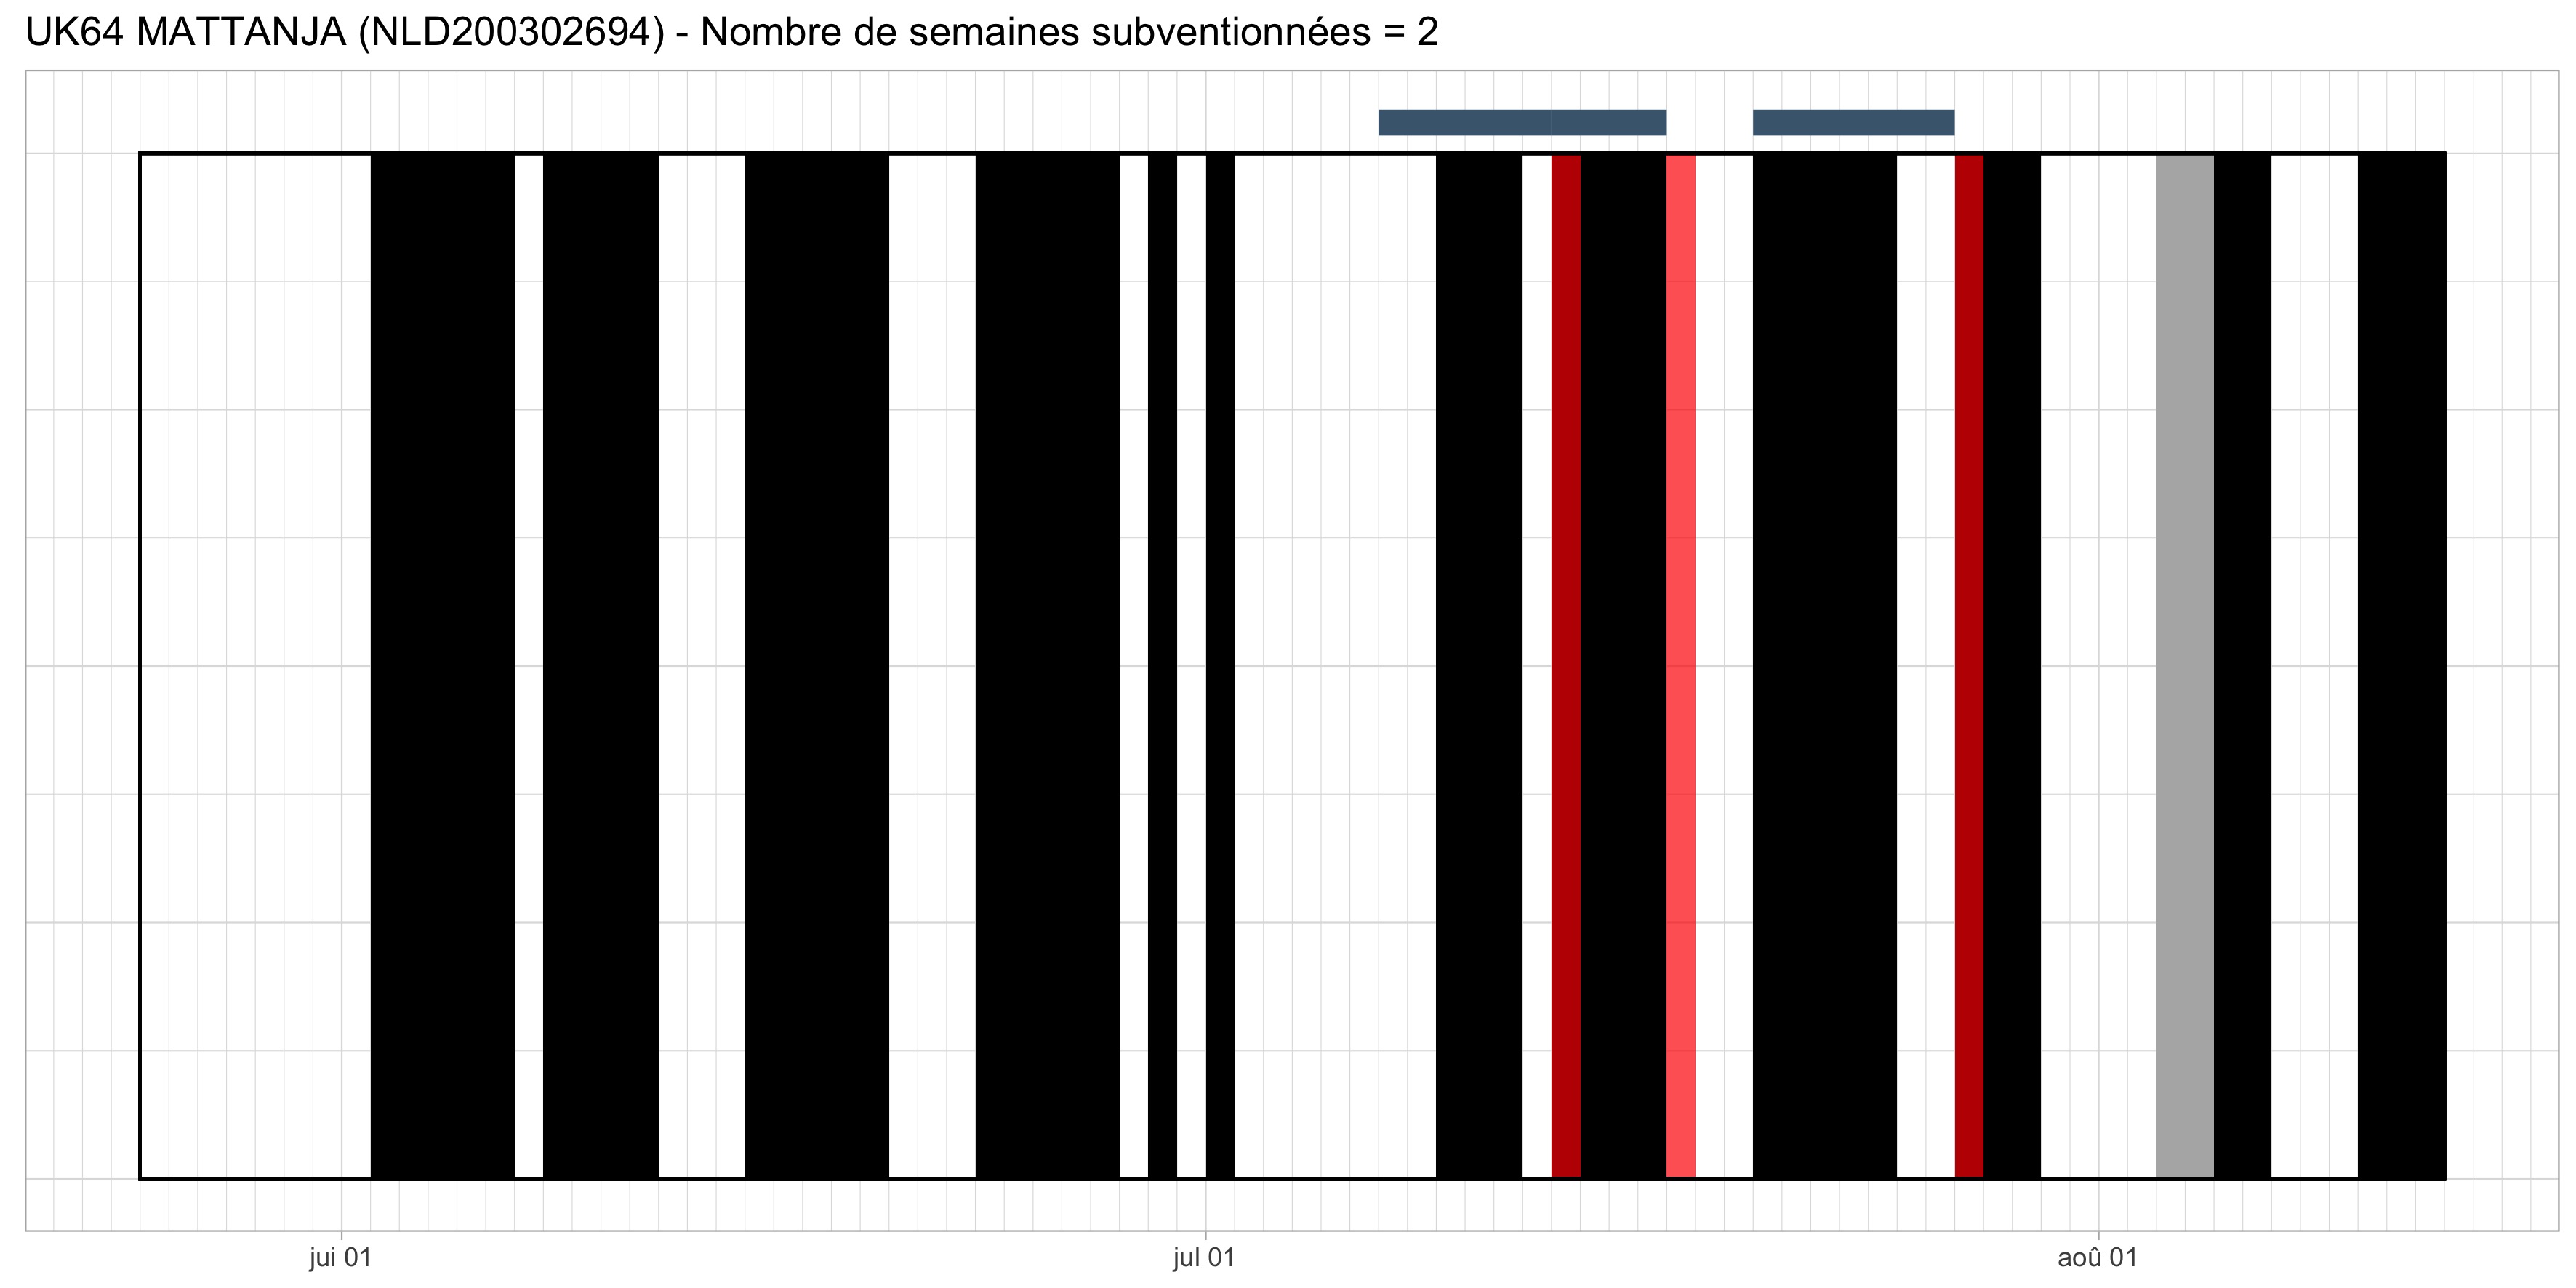 UK64 MATTANJA (NLD200302694) - Nombre de semaines subventionnées = 2
jui 01
jul 01
aoû 01